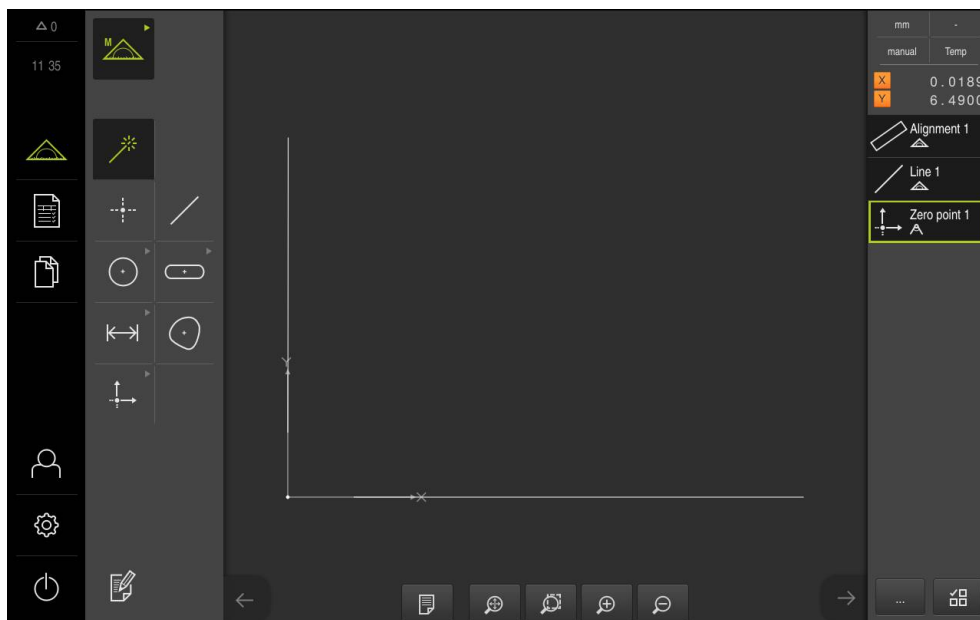 0
11 35
M
mm -
manual Temp
X 0.0189
Y 6.4900
Alignment 1
Line 1
Zero point 1
Y
X
...